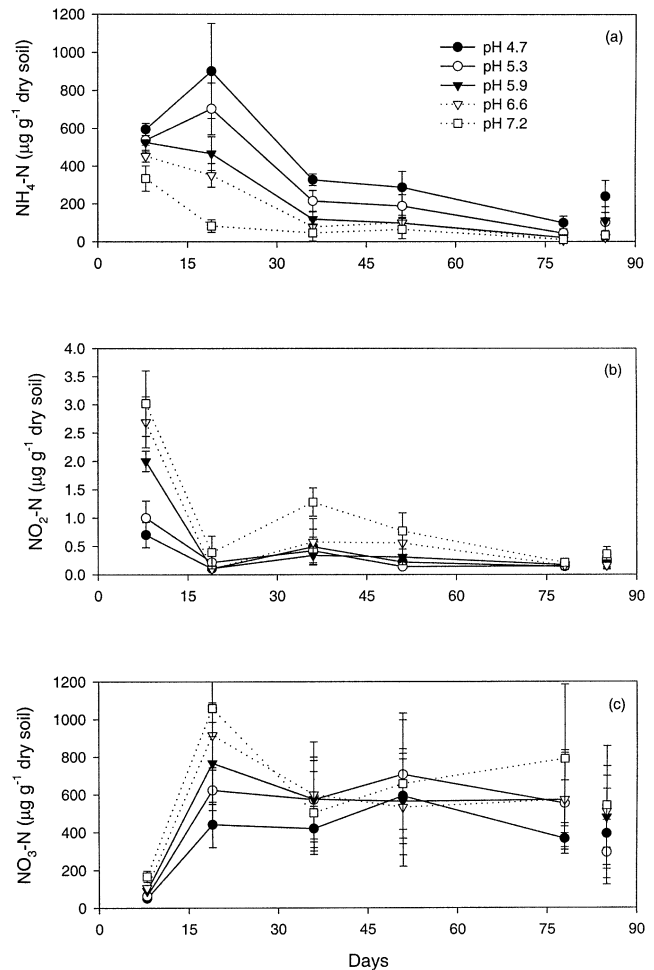 1200
1000
800
600
400
200
0
NH4-N (µg g-1 dry soil)
(a)
pH 4.7
pH 5.3
pH 5.9
pH 6.6
pH 7.2
0 15 30 45 60 75 90
4.0
3.5
3.0
2.5
2.0
1.5
1.0
0.5
0.0
NO2-N (µg g-1 dry soil)
(b)
0 15 30 45 60 75 90
1200
1000
800
600
400
200
0
NO3-N (µg g-1 dry soil)
(c)
0 15 30 45 60 75 90
Days